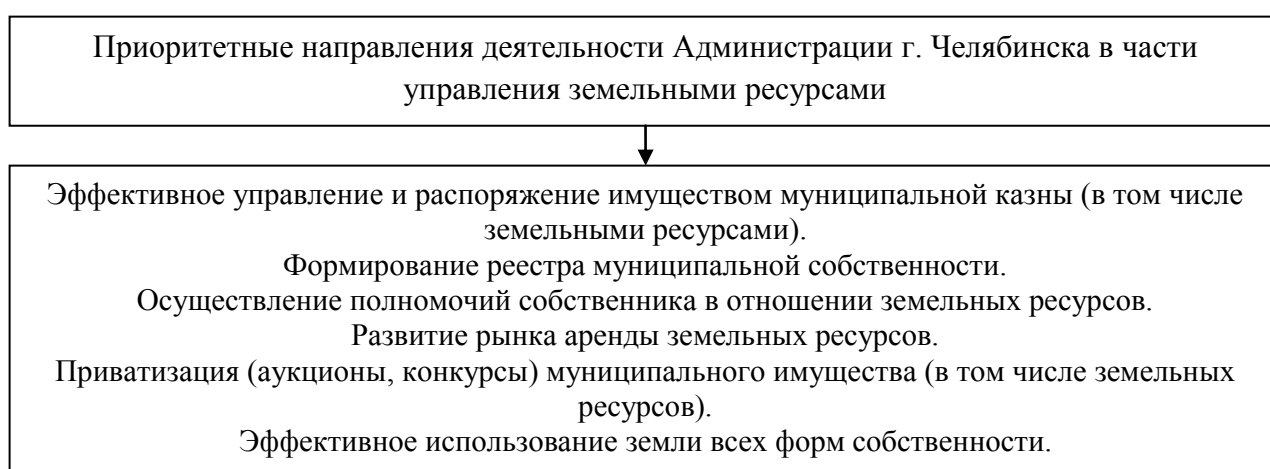 Приоритетные направления деятельности Администрации г. Челябинска в части
управления земельными ресурсами
Эффективное управление и распоряжение имуществом муниципальной казны (в том числе
земельными ресурсами).
Формирование реестра муниципальной собственности.
Осуществление полномочий собственника в отношении земельных ресурсов.
Развитие рынка аренды земельных ресурсов.
Приватизация (аукционы, конкурсы) муниципального имущества (в том числе земельных
ресурсов).
Эффективное использование земли всех форм собственности.